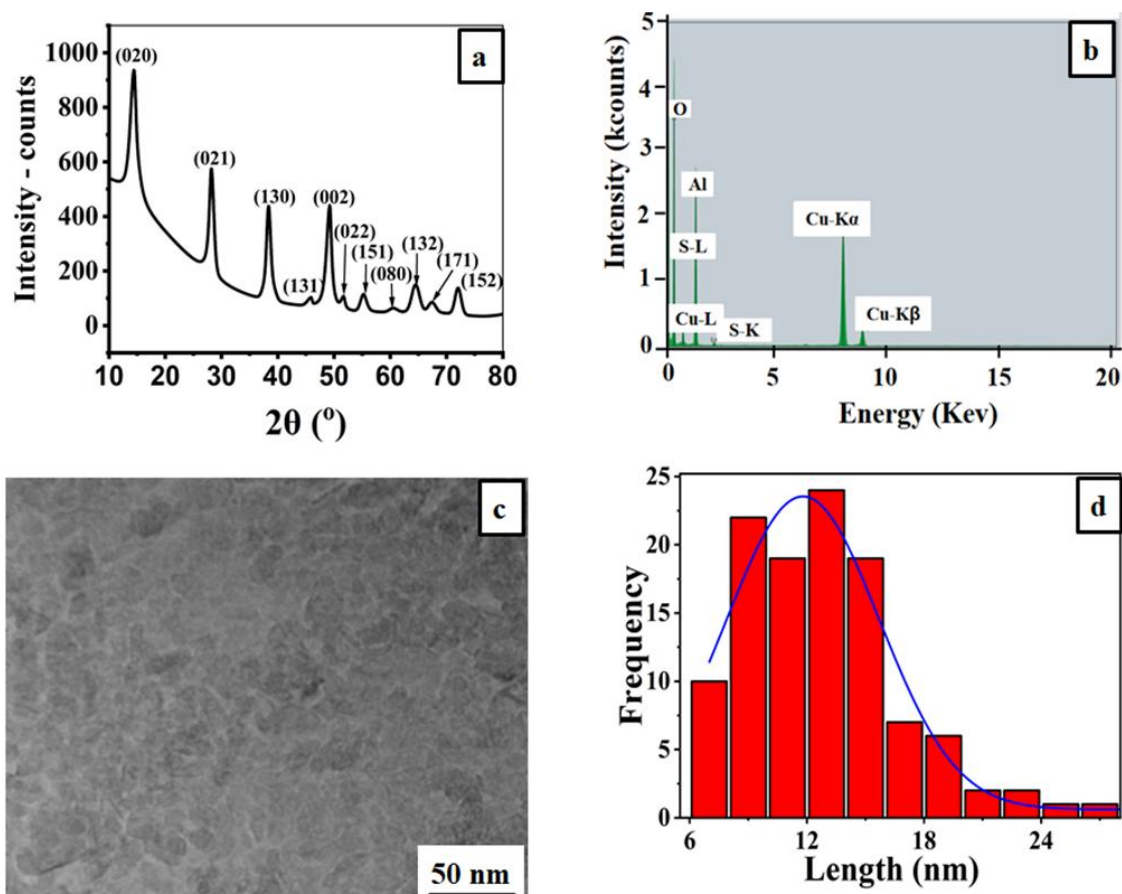 a
Intensity - counts
1000
800
600
400
200
0
(020)
(021)
(130)
(002)
(131)
(022)
(151)
(080)
(132)
(171)
(152)
10 20 30 40 50 60 70 80
2θ (º)
b
Intensity (kcounts)
5
4
3
2
1
0
O
Al
S-L
Cu-L
S-K
Cu-Kα
Cu-Kβ
0 5 10 15 20
Energy (Kev)
c
50 nm
d
Frequency
25
20
15
10
5
0
6 12 18 24
Length (nm)